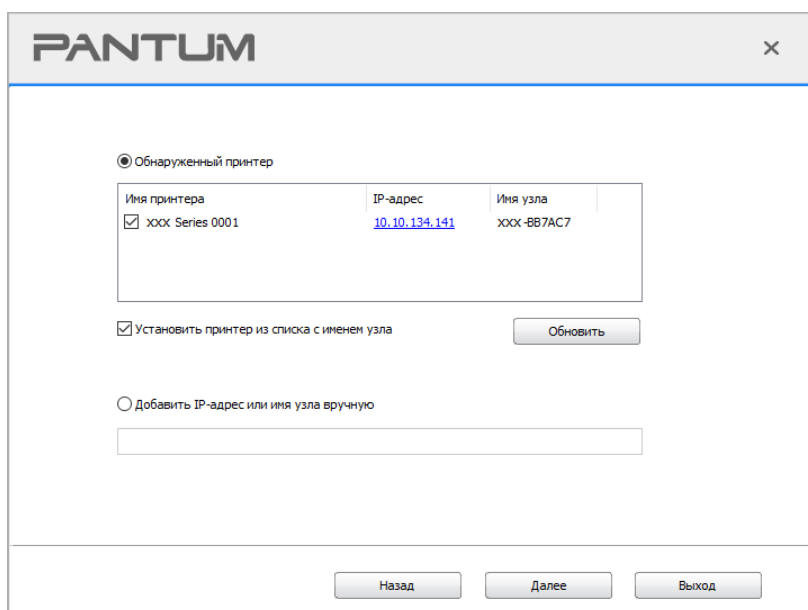 PANTUM
Обнаруженный принтер
Имя принтера IP-адрес Имя узла
XXX Series 0001 10.10.134.141 XXX-BB7AC7
Установить принтер из списка с именем узла Обновить
Добавить IP-адрес или имя узла вручную
Назад Далее Выход